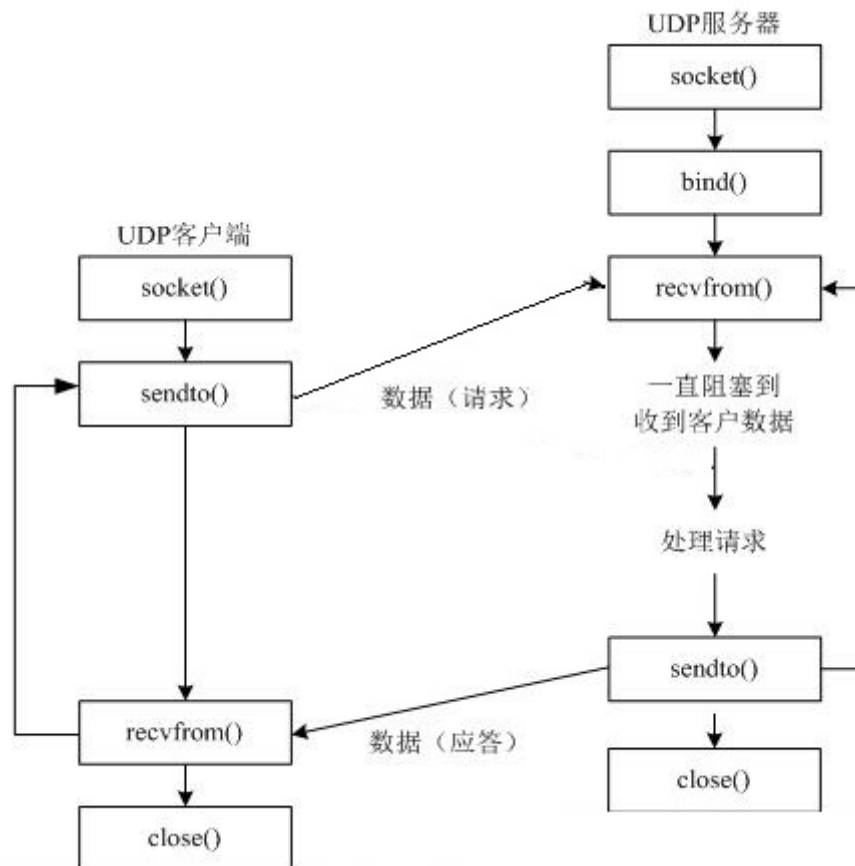 UDP服务器
socket()
bind()
UDP客户端
socket()
recvfrom()
sendto()
数据（请求）
一直阻塞到
收到客户数据
处理请求
sendto()
recvfrom()
数据（应答）
close()
close()